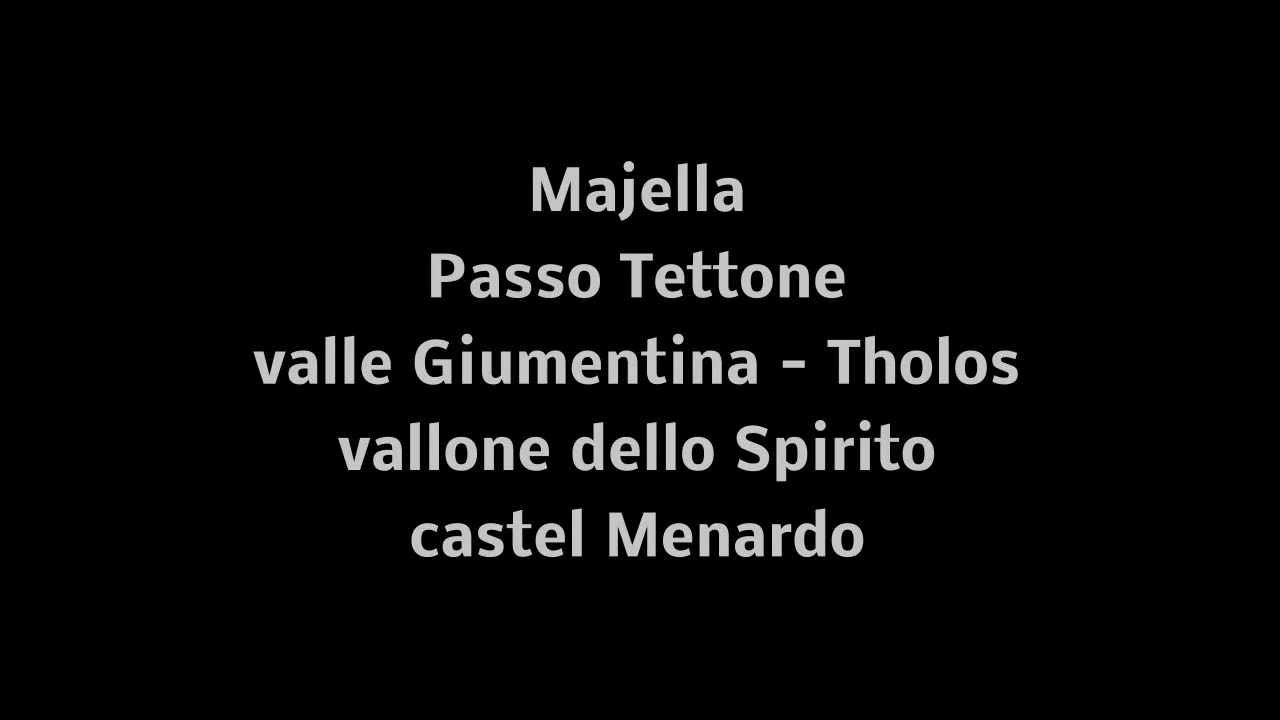 Majella
Passo Tettone
valle Giumentina - Tholos
vallone dello Spirito
castel Menardo